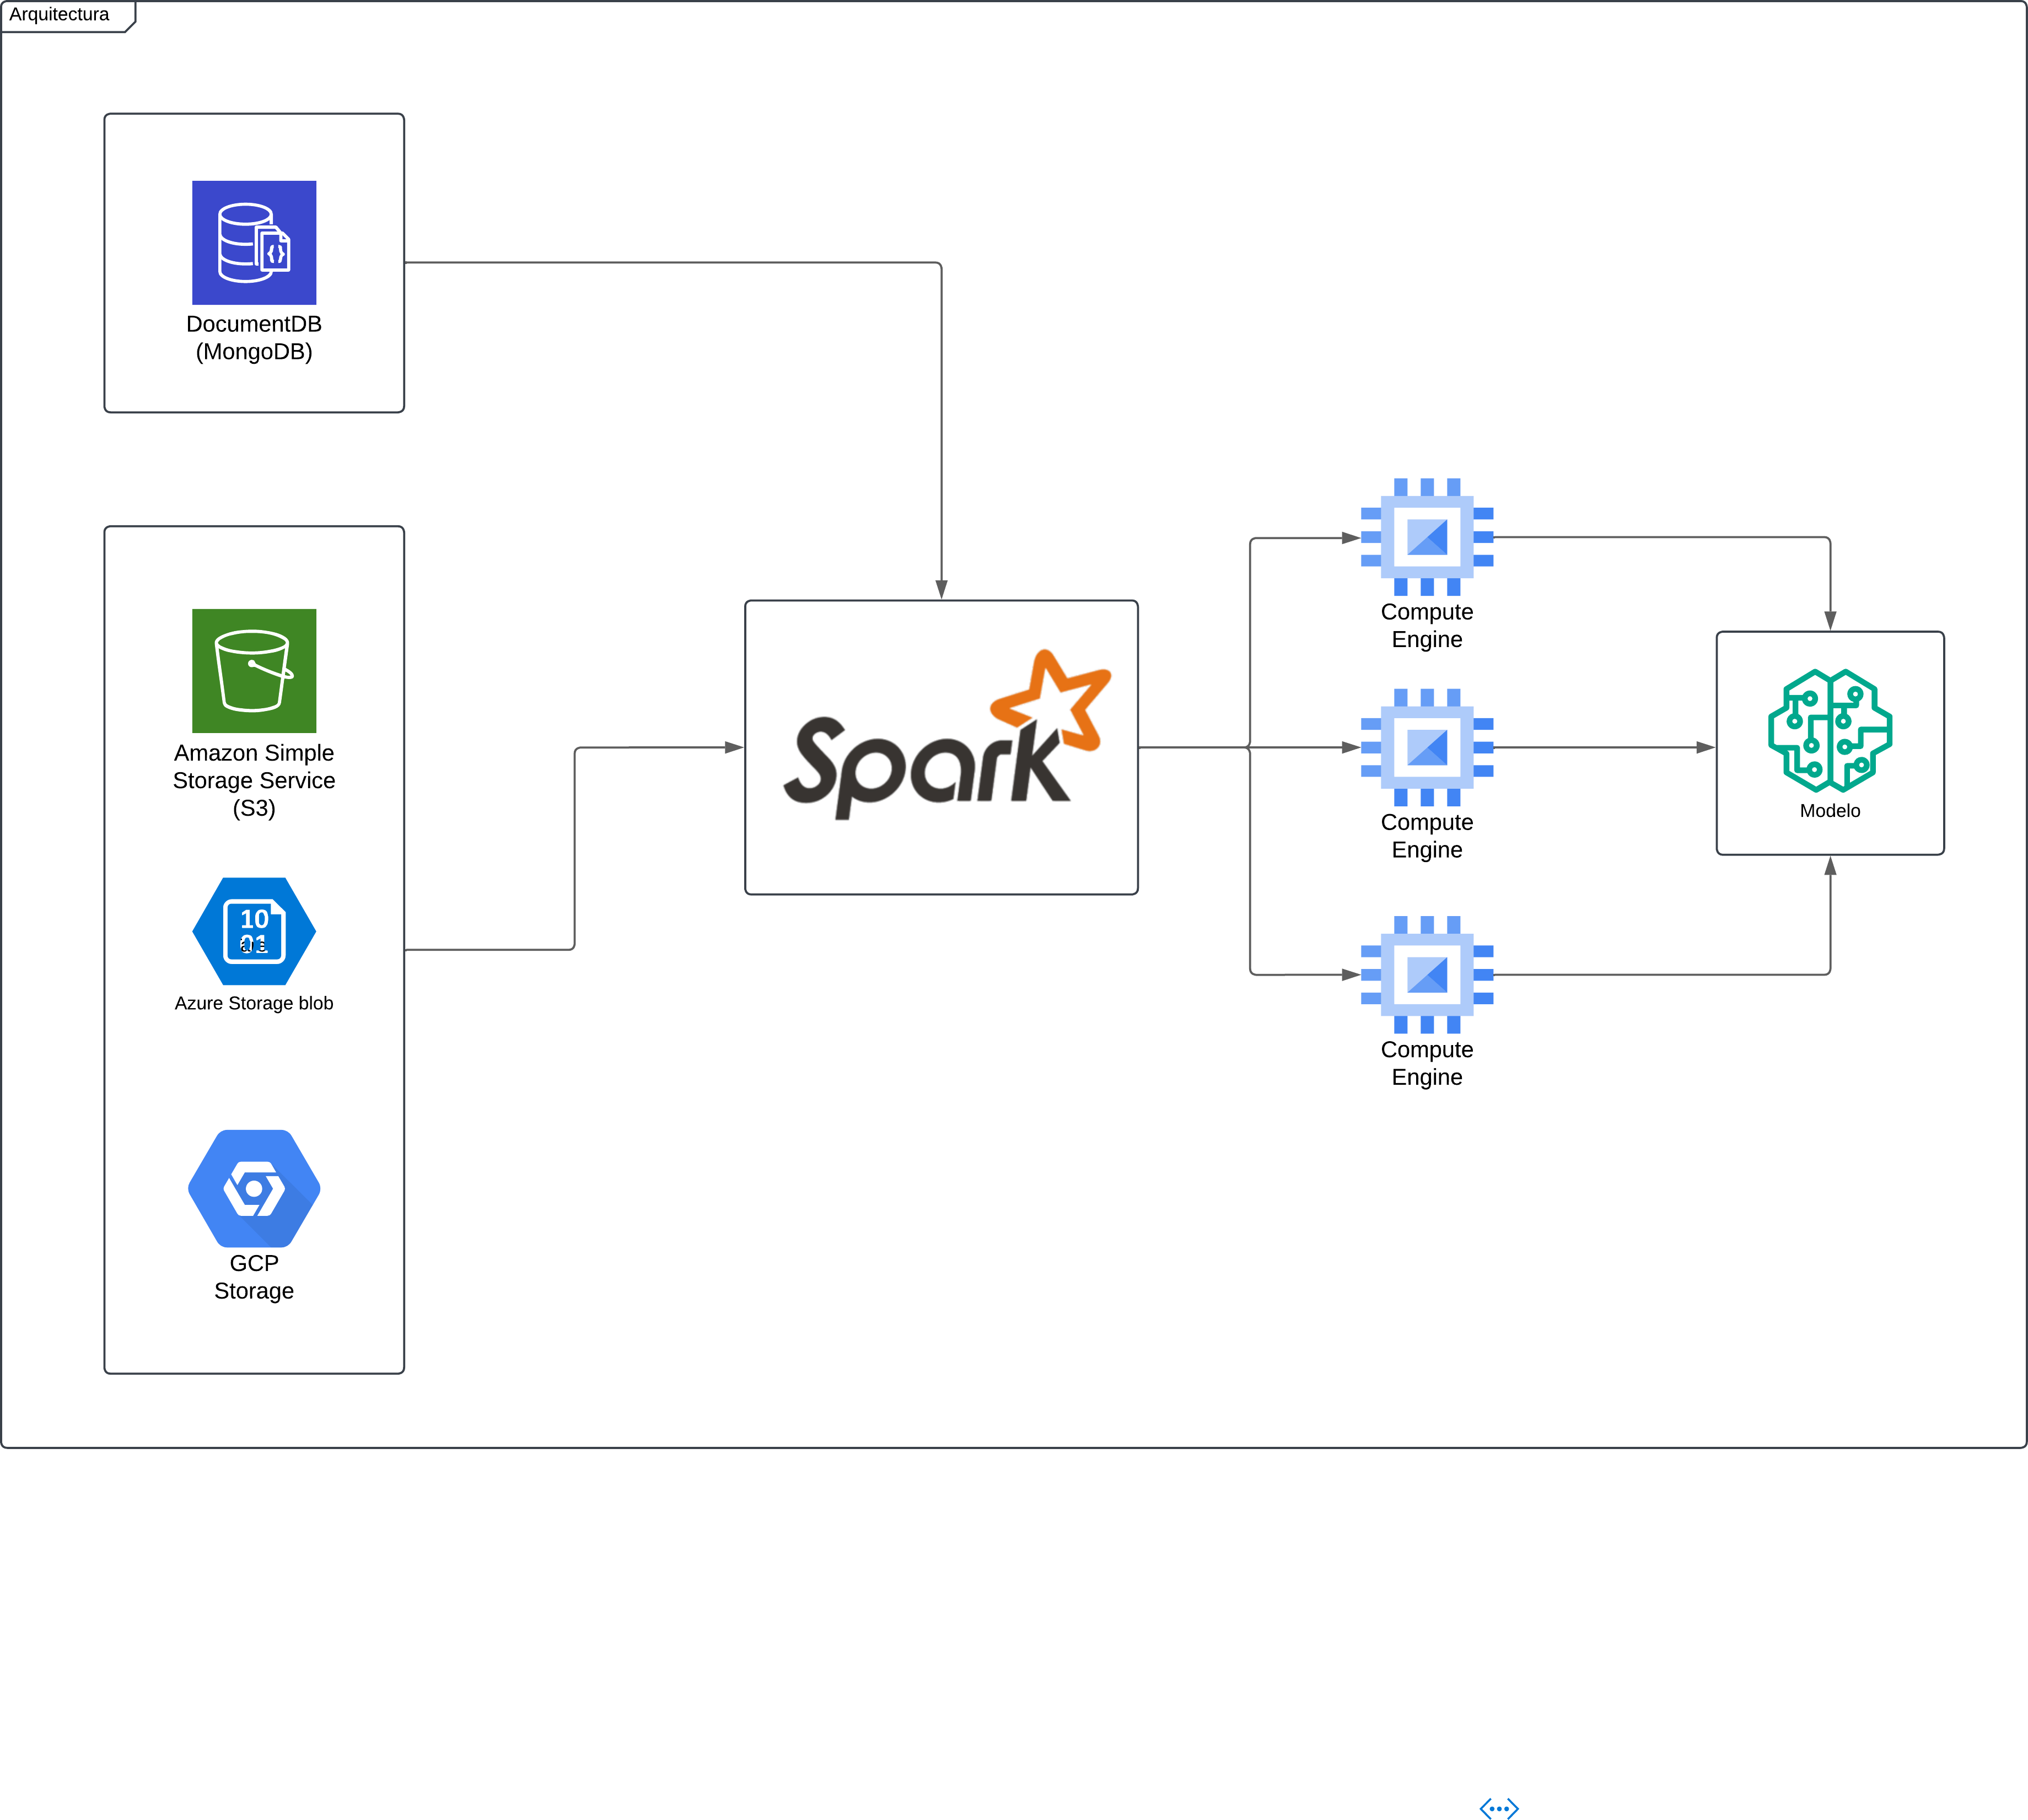 Arquitectura
DocumentDB
(MongoDB)
Amazon Simple
Storage Service
(S3)
10
01
Azure Storage blob
GCP
Storage
Spark
Compute
Engine
Compute
Engine
Compute
Engine
Modelo